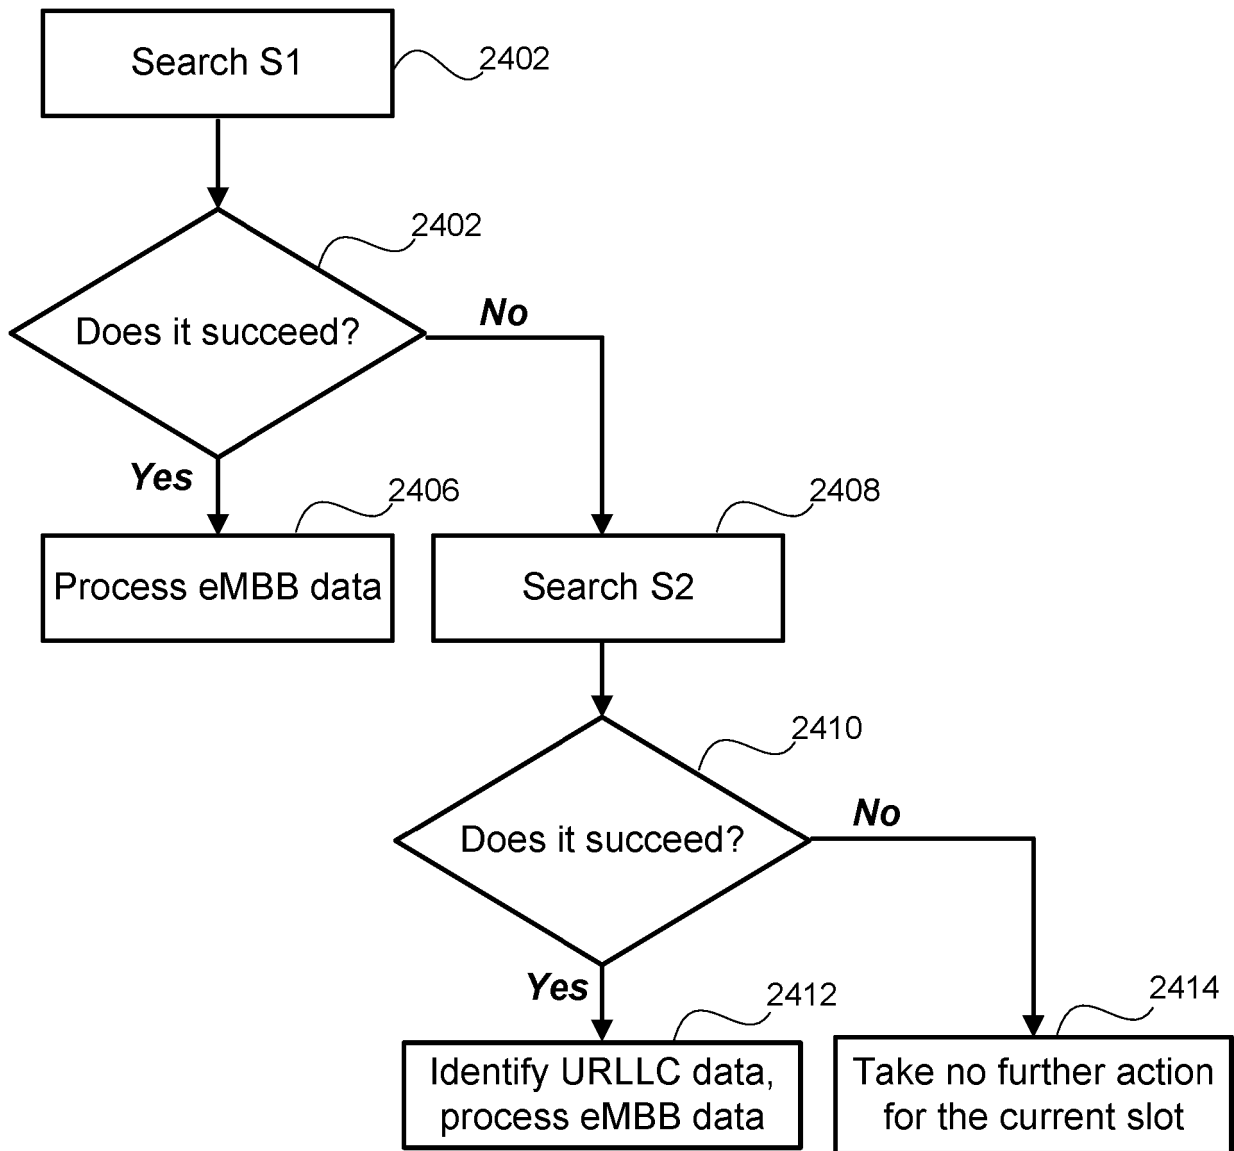 Search S1
2402
2402
Does it succeed?
No
Yes
2406
2408
Process eMBB data
Search S2
2410
Does it succeed?
No
Yes
2412
2414
Identify URLLC data,
process eMBB data
Take no further action
for the current slot